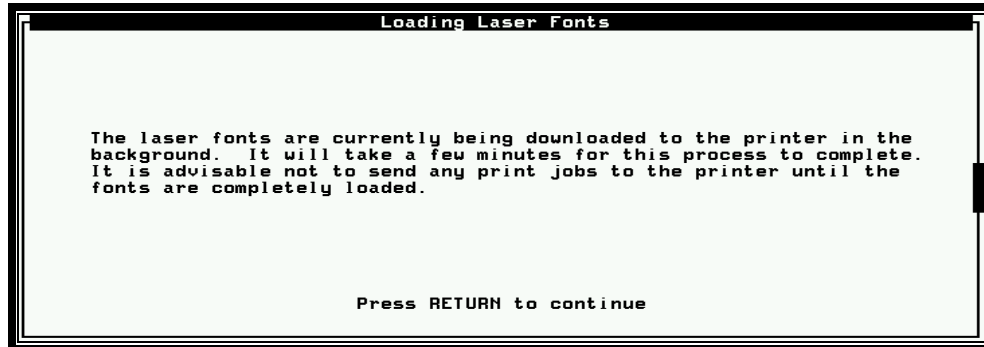 Loading Laser Fonts
The laser fonts are currently being downloaded to the printer in the
background.  It will take a few minutes for this process to complete.
It is advisable not to send any print jobs to the printer until the
fonts are completely loaded.
Press RETURN to continue